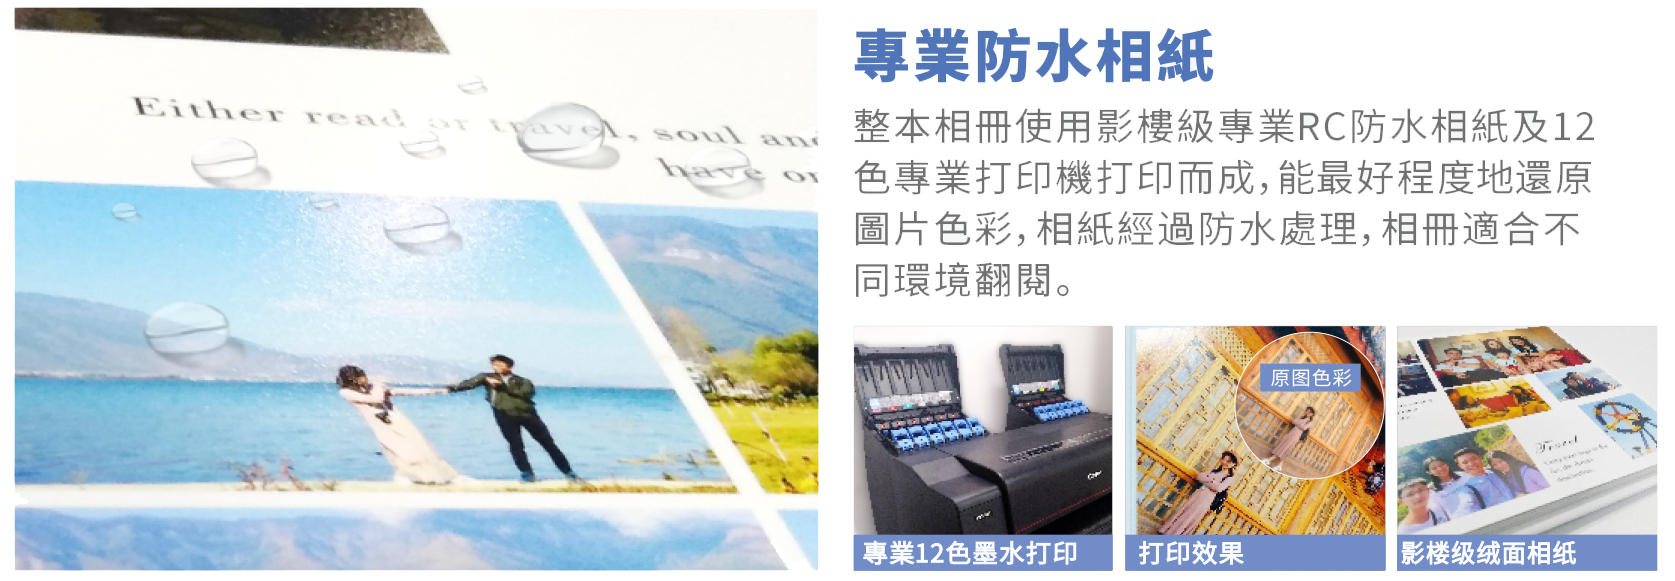 Either read or travel, soul and
have or
專業防水相紙
整本相冊使用影樓級專業RC防水相紙及12
色專業打印機打印而成，能最好程度地還原
圖片色彩，相紙經過防水處理，相冊適合不
同環境翻閱。
原图色彩
Travel
專業12色墨水打印
打印效果
影楼级绒面相纸